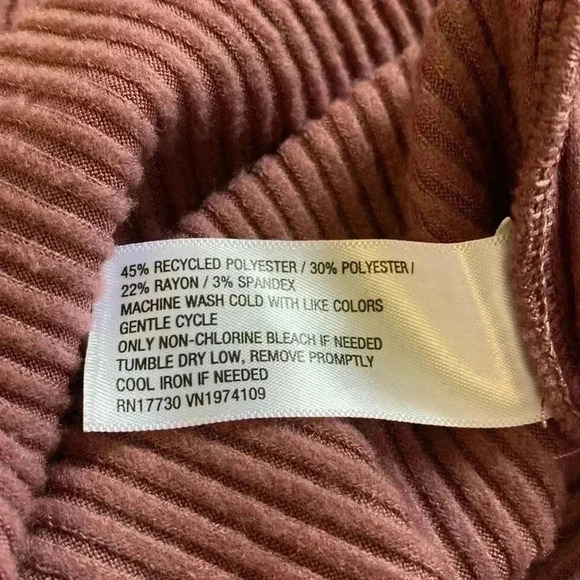 45% RECYCLED POLYESTER / 30% POLYESTER /
22% RAYON / 3% SPANDEX
MACHINE WASH COLD WITH LIKE COLORS
GENTLE CYCLE
ONLY NON-CHLORINE BLEACH IF NEEDED
TUMBLE DRY LOW, REMOVE PROMPTLY
COOL IRON IF NEEDED
RN17730 VN1974109